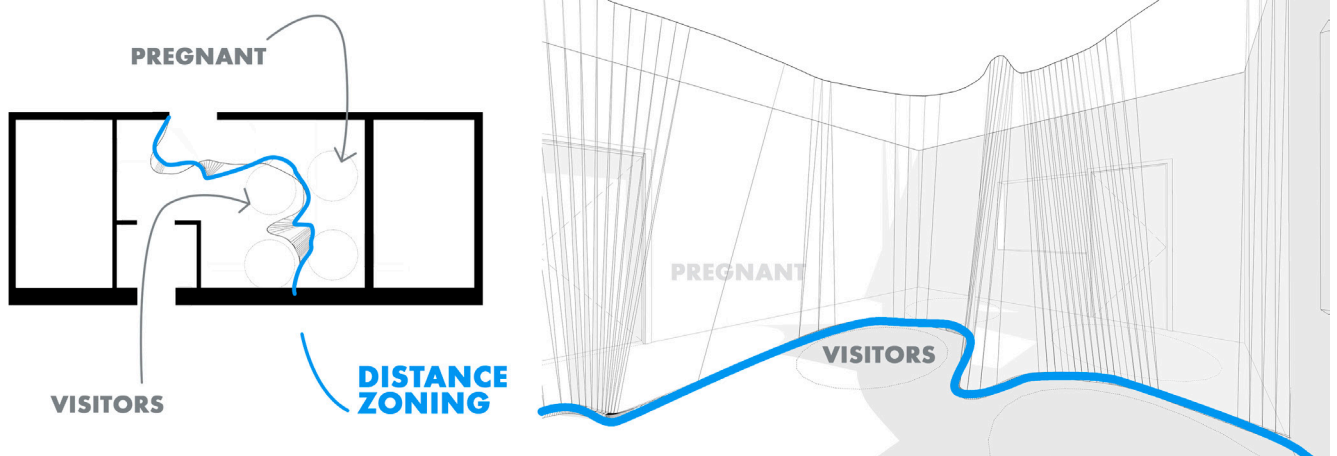 PREGNANT
VISITORS
DISTANCE
ZONING
PREGNANT
VISITORS